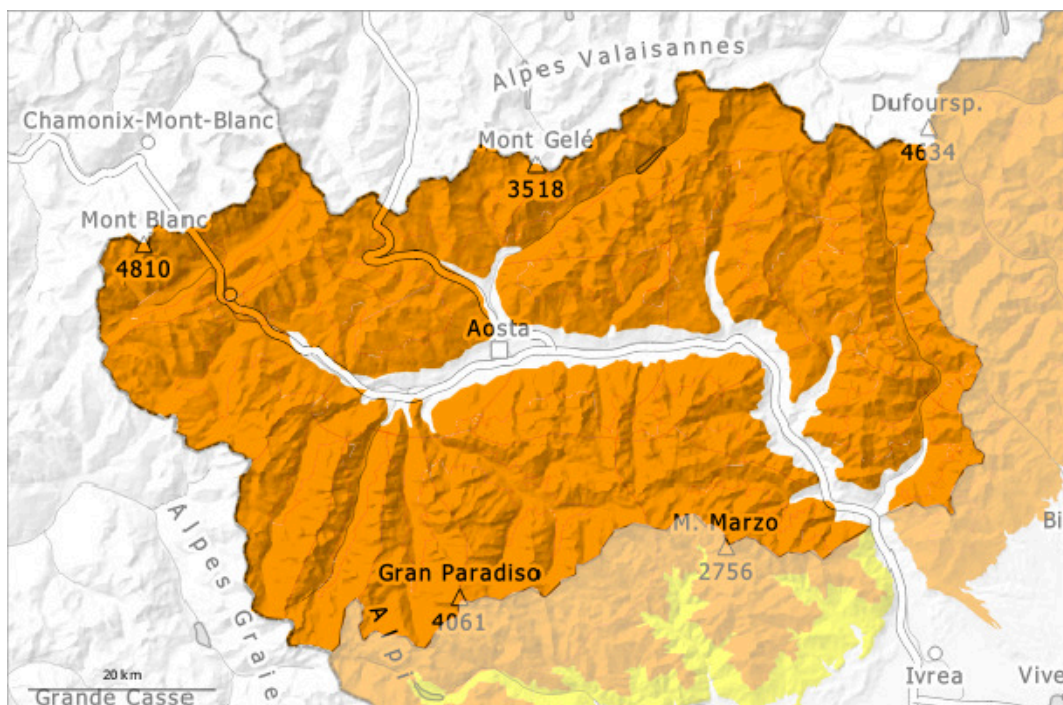 Alpes Valaisannes
Dufoursp.
4634
Chamonix-Mont-Blanc
Mont Gelé
3518
Mont Blanc
4810
Aosta
M. Marzo
2756
Gran Paradiso
4061
Alpes Graie
Alpi
20 km
Grande Casse
Ivrea
Bi
Vive